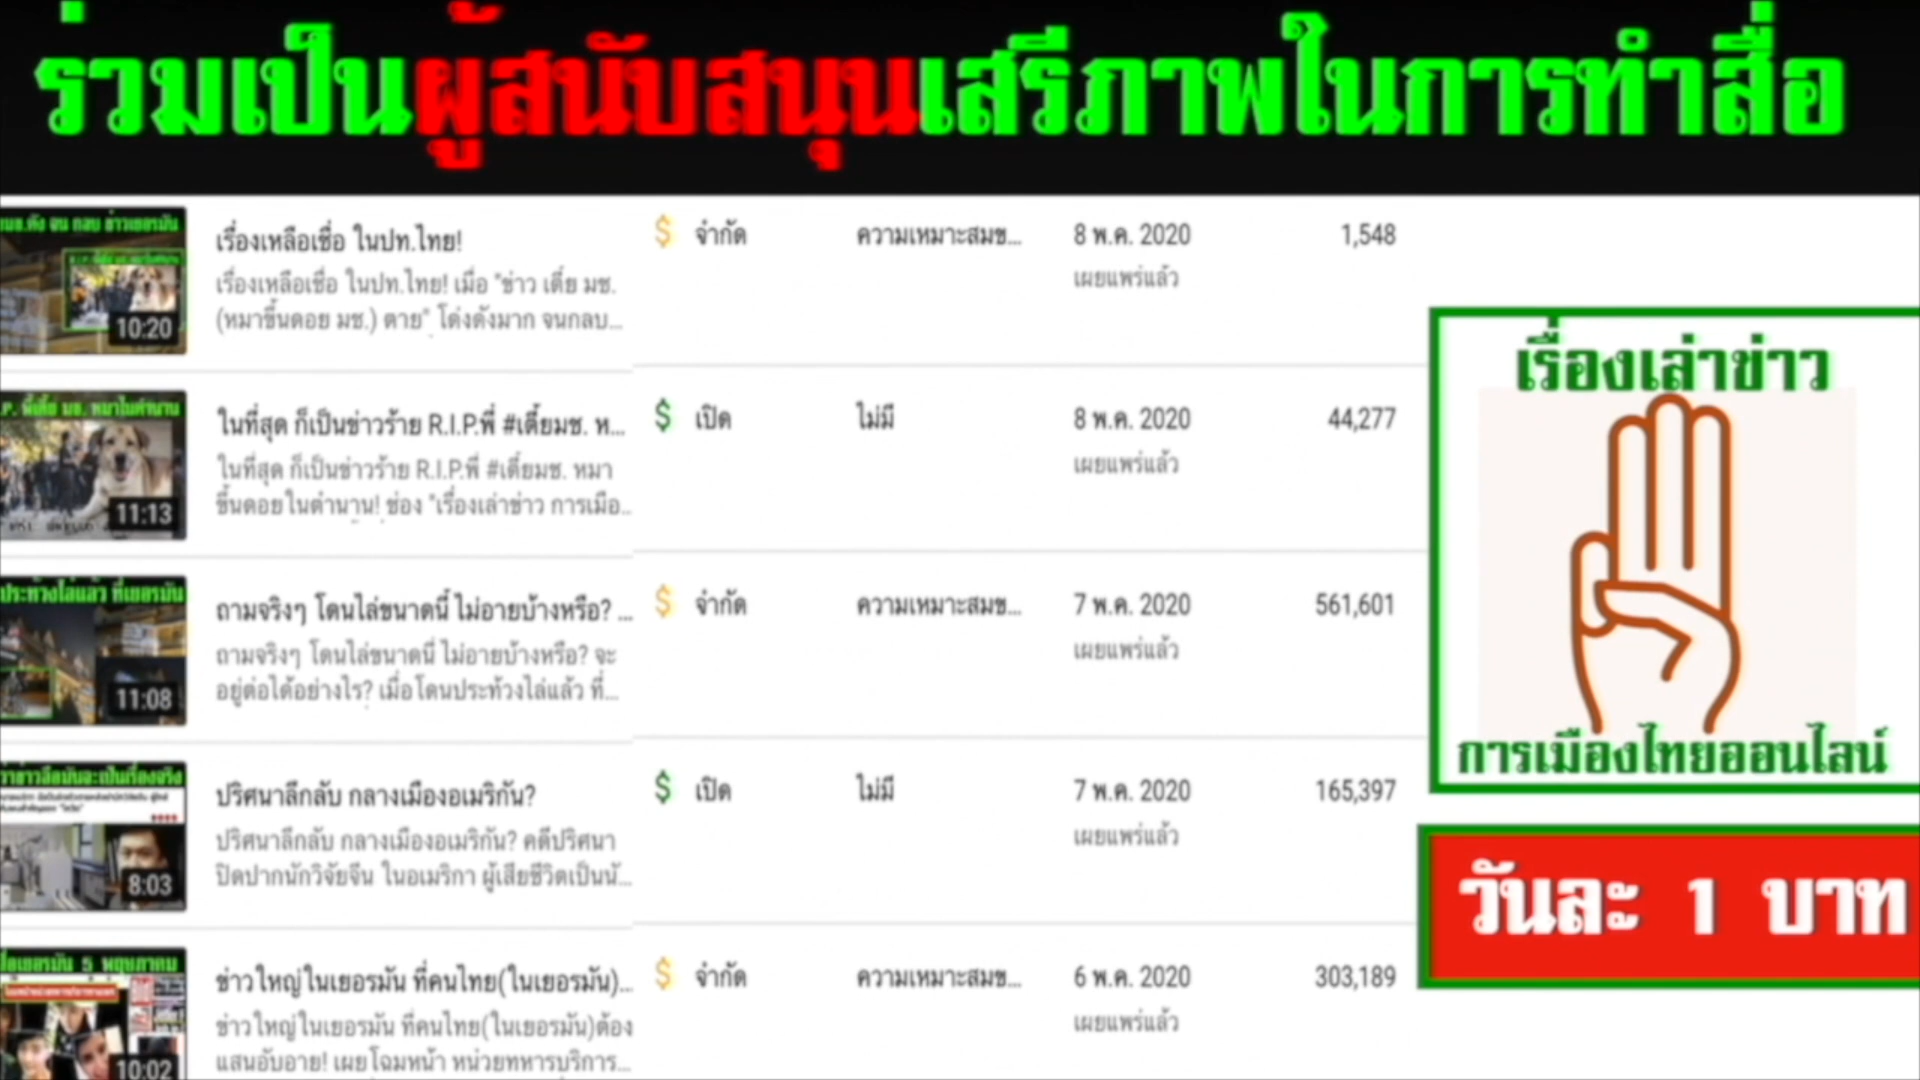 ร่วมเป็นผู้สนับสนุนเสรีภาพในการทำสื่อ
10:20
เรื่องเหลือเชื่อ ในปท.ไทย!
เรื่องเหลือเชื่อ ในปท.ไทย! เมื่อ "ข่าว เตี้ย มช.
(หมาขึ้นดอย มช.) ตาย" โด่งดังมาก จนกลบ...
จำกัด
ความเหมาะสมข...
8 พ.ค. 2020
เผยแพร่แล้ว
1,548
11:13
ในที่สุด ก็เป็นข่าวร้าย R.I.P.พี่ #เตี้ยมช. ห...
ในที่สุด ก็เป็นข่าวร้าย R.I.P.พี่ #เตี้ยมช. หมา
ขึ้นดอยในตำนาน! ช่อง "เรื่องเล่าข่าว การเมือ...
เปิด
ไม่มี
8 พ.ค. 2020
เผยแพร่แล้ว
44,277
ประท้วงไล่แล้ว ที่เยอรมัน
11:08
ถามจริงๆ โดนไล่ขนาดนี้ ไม่อายบ้างหรือ? ...
ถามจริงๆ โดนไล่ขนาดนี้ ไม่อายบ้างหรือ? จะ
อยู่ต่อได้อย่างไร? เมื่อโดนประท้วงไล่แล้ว ที่...
จำกัด
ความเหมาะสมข...
7 พ.ค. 2020
เผยแพร่แล้ว
561,601
8:03
ปริศนาลึกลับ กลางเมืองอเมริกัน?
ปริศนาลึกลับ กลางเมืองอเมริกัน? คดีปริศนา
ปิดปากนักวิจัยจีน ในอเมริกา ผู้เสียชีวิตเป็นนั...
เปิด
ไม่มี
7 พ.ค. 2020
เผยแพร่แล้ว
165,397
5 พฤษภาคม
10:02
ข่าวใหญ่ในเยอรมัน ที่คนไทย(ในเยอรมัน)...
ข่าวใหญ่ในเยอรมัน ที่คนไทย(ในเยอรมัน)ต้อง
แสนอับอาย! เผยโฉมหน้า หน่วยทหารบริการ...
จำกัด
ความเหมาะสมข...
6 พ.ค. 2020
เผยแพร่แล้ว
303,189
เรื่องเล่าข่าว
การเมืองไทยออนไลน์
วันละ 1 บาท